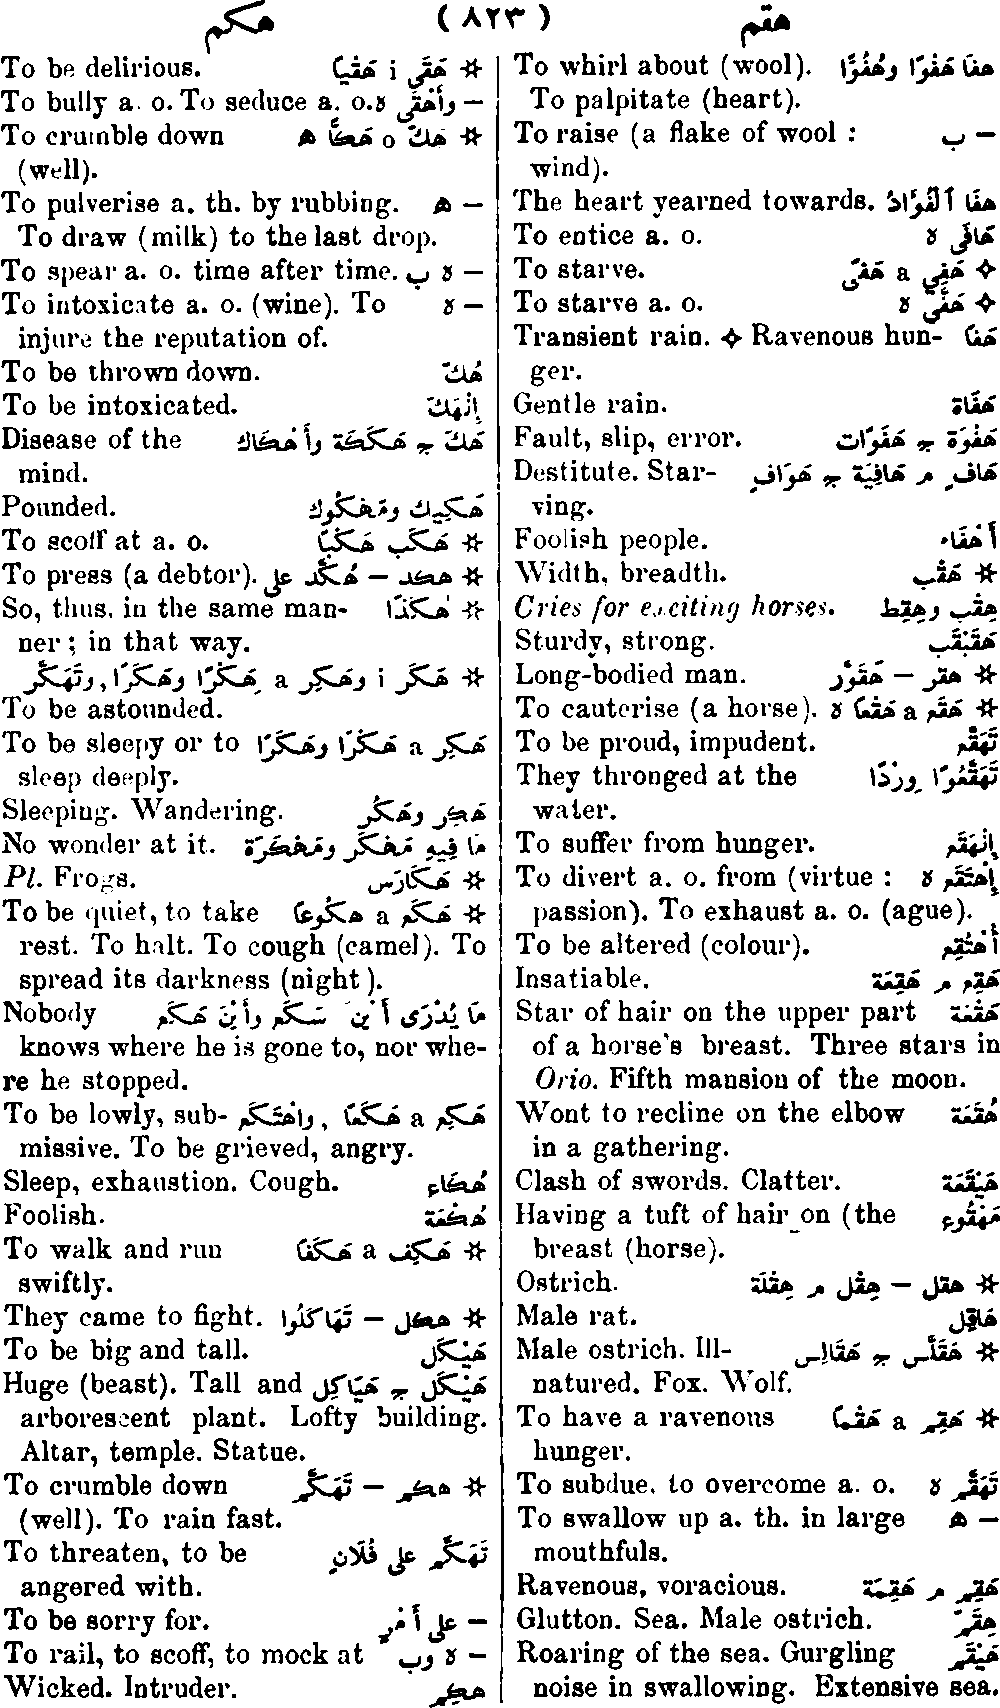 هقم ( ٨٢٣ ) هكم
To whirl about (wool). هفَا هَفْوًا وهُفُوًّا
To palpitate (heart).
To raise (a flake of wool : — ب
wind).
The heart yearned towards. هفَا ٱلْفُؤَادُ
To entice a. o. هَافَى ه
To starve. ✧ هَفِي a هَفًى
To starve a. o. ✧ هَفَّى ه
Transient rain. ✧ Ravenous hun- هَفًا
ger.
Gentle rain. هَفَاة
Fault, slip, error. هَفْوَة ج هَفَوَات
Destitute. Star- هَافٍ م هَافِيَة ج هَوَافٍ
ving.
Foolish people. أَهْفَاء
Width, breadth. ✲ هَقْب
Cries for exciting horses. هِقَب وهِقِط
Sturdy, strong. هَقَبْقَب
Long-bodied man. ✲ هقر — هَقَوَّر
To cauterise (a horse). ✲ هَقَع a هَقْعًا ه
To be proud, impudent. تَهَقَّع
They thronged at the تَهَقَّعُوا وِرْدًا
water.
To suffer from hunger. إِنْهَقَع
To divert a. o. from (virtue : إِهْتَقَع ه
passion). To exhaust a. o. (ague).
To be altered (colour). أُهْتُقِع
Insatiable. هَقِع م هَقِعَة
Star of hair on the upper part هَقْعَة
of a horse's breast. Three stars in
Orio. Fifth mansion of the moon.
Wont to recline on the elbow هُقَعَة
in a gathering.
Clash of swords. Clatter. هَيْقَعَة
Having a tuft of hair on (the مَهْقُوع
breast (horse).
Ostrich. ✲ هقل — هِقْل م هِقْلَة
Male rat. هَاقِل
Male ostrich. Ill- ✲ هَقَلَّس ج هَقَالِس
natured. Fox. Wolf.
To have a ravenous ✲ هَقِم a هَقْمًا
hunger.
To subdue, to overcome a. o. تَهَقَّم ه
To swallow up a. th. in large — ه
mouthfuls.
Ravenous, voracious. هَقِم م هَقِمَة
Glutton. Sea. Male ostrich. هِقَمّ
Roaring of the sea. Gurgling هَيْقَم
noise in swallowing. Extensive sea.
To be delirious. ✲ هَقَى i هَقْيًا
To bully a. o. To seduce a. o. — وأَهْقَى ه
To crumble down ✲ هَكّ o هَكًّا ه
(well).
To pulverise a. th. by rubbing. — ه
To draw (milk) to the last drop.
To spear a. o. time after time. — ه ب
To intoxicate a. o. (wine). To — ه
injure the reputation of.
To be thrown down. هُكّ
To be intoxicated. إِنْهَكّ
Disease of the هَكّ ج هَكَكَة وأَهْكَاك
mind.
Pounded. هَكِيك ومَهْكُوك
To scoff at a. o. ✲ هَكَب هَكْبًا
To press (a debtor). ✲ هكد — هَكَّد على
So, thus, in the same man- ✲ هٰكَذَا
ner ; in that way.
✲ هَكَر i وهَكِر a هَكْرًا وهَكَرًا, وتَهَكَّر
To be astounded.
To be sleepy or to هَكِر a هَكْرًا وهَكَرًا
sleep deeply.
Sleeping. Wandering. هَكِر وهَكُر
No wonder at it. مَا فِيهِ مَهْكَر ومَهْكَرَة
Pl. Frogs. ✲ هَكَارِس
To be quiet, to take ✲ هَكَع a هكُوعًا
rest. To halt. To cough (camel). To
spread its darkness (night).
Nobody مَا يُدْرَى أَيْنَ سَكَع وأَيْنَ هَكَع
knows where he is gone to, nor whe-
re he stopped.
To be lowly, sub- هَكِع a هَكَعًا, واهْتَكَع
missive. To be grieved, angry.
Sleep, exhaustion. Cough. هُكَاع
Foolish. هُكَعَة
To walk and run ✲ هَكِف a هَكَفًا
swiftly.
They came to fight. ✲ هكل — تَهَاكَلُوا
To be big and tall. هَيْكَل
Huge (beast). Tall and هَيْكَل ج هَيَاكِل
arborescent plant. Lofty building.
Altar, temple. Statue.
To crumble down ✲ هكم — تَهَكَّم
(well). To rain fast.
To threaten, to be تَهَكَّم على فُلَانٍ
angered with.
To be sorry for. — على أَمْرٍ
To rail, to scoff, to mock at — ه وب
Wicked. Intruder. هكِم